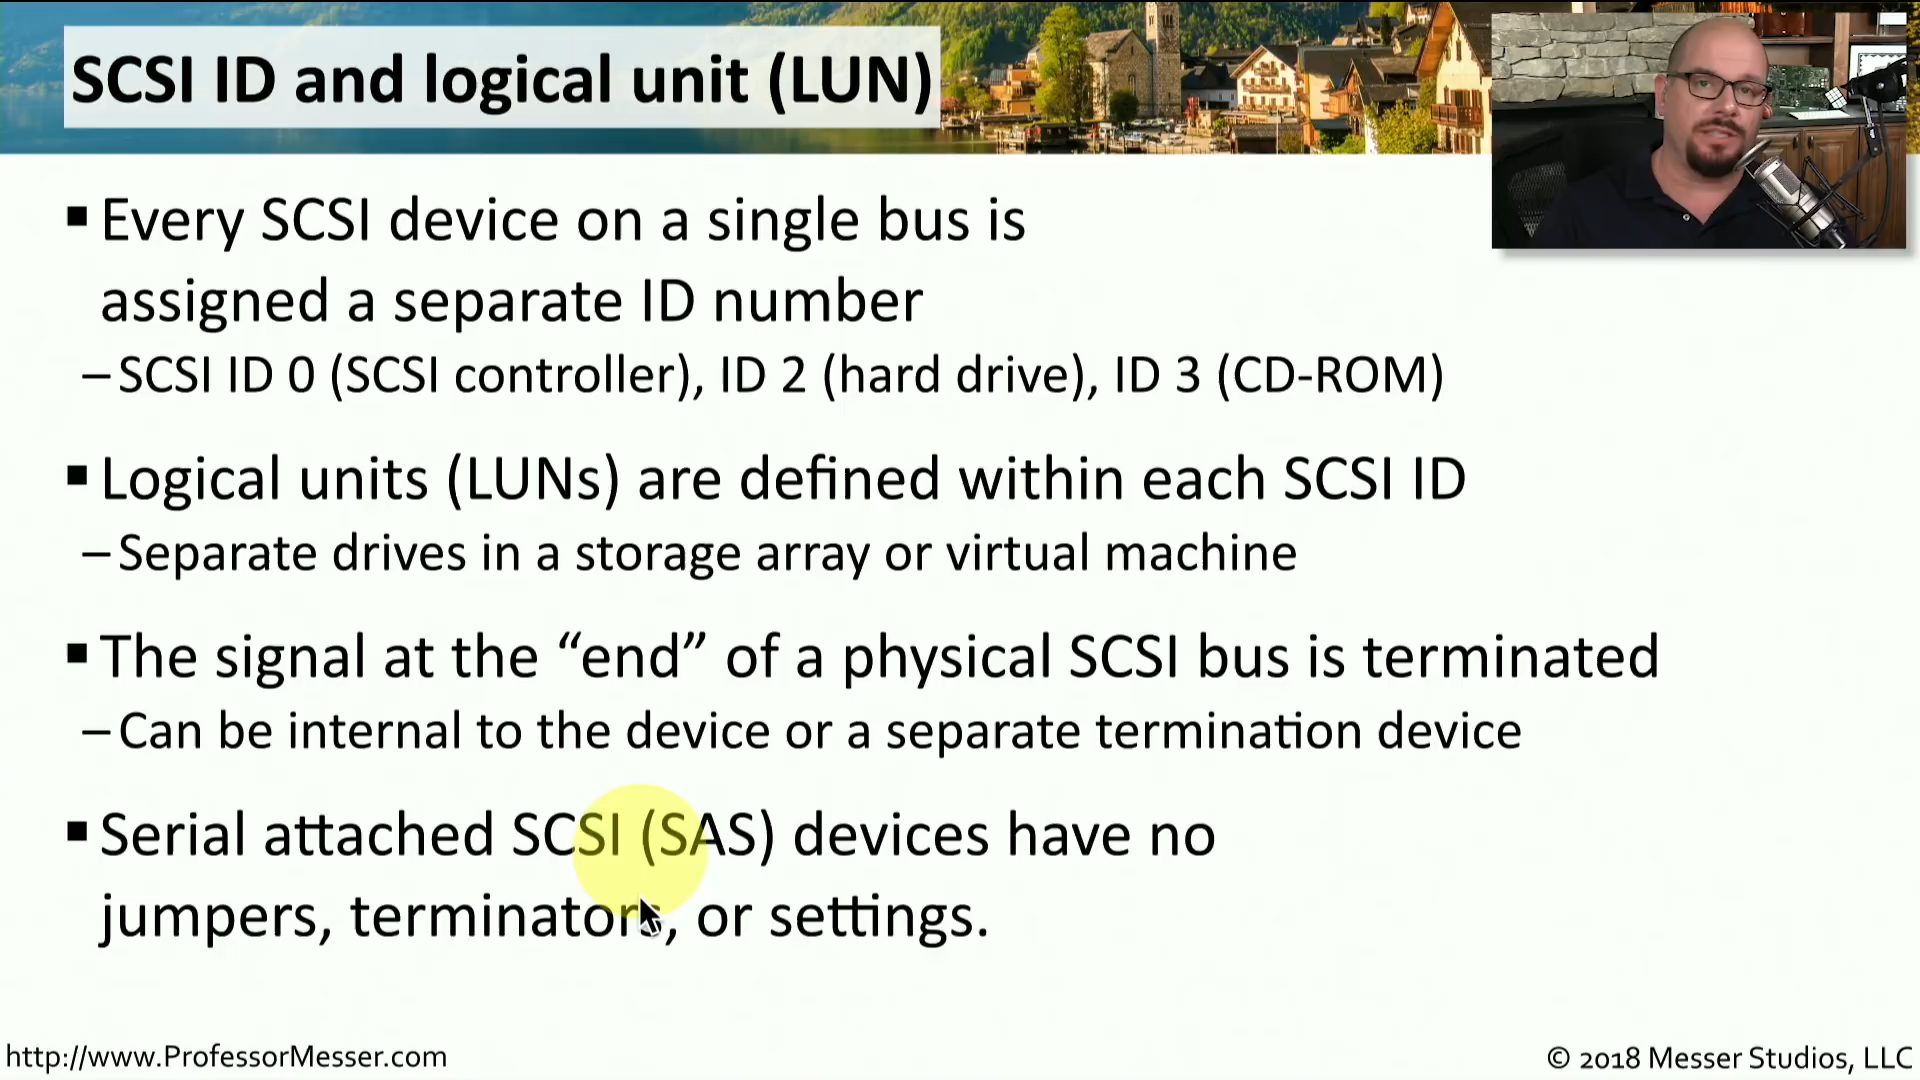 SCSI ID and logical unit (LUN)
▪ Every SCSI device on a single bus is
assigned a separate ID number
– SCSI ID 0 (SCSI controller), ID 2 (hard drive), ID 3 (CD-ROM)
▪ Logical units (LUNs) are defined within each SCSI ID
– Separate drives in a storage array or virtual machine
▪ The signal at the “end” of a physical SCSI bus is terminated
– Can be internal to the device or a separate termination device
▪ Serial attached SCSI (SAS) devices have no
jumpers, terminators, or settings.
http://www.ProfessorMesser.com
© 2018 Messer Studios, LLC